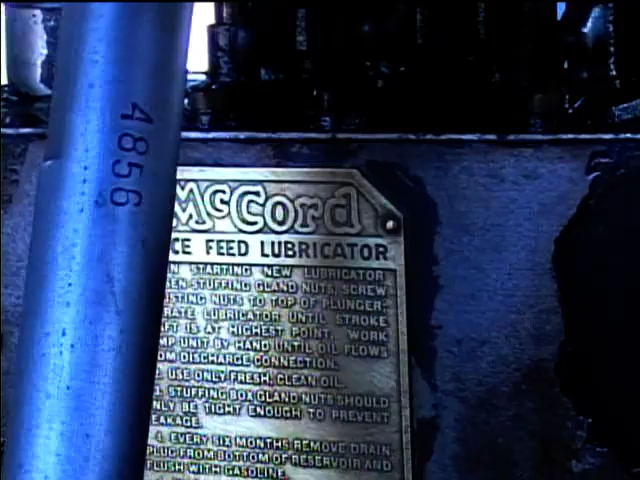 4856
McCord
CE FEED LUBRICATOR
N STARTING NEW LUBRICATOR
EN STUFFING GLAND NUTS, SCREW
USTING NUTS TO TOP OF PLUNGER.
RATE LUBRICATOR UNTIL STROKE
FT IS AT HIGHEST POINT. WORK
MP UNIT BY HAND UNTIL OIL FLOWS
OM DISCHARGE CONNECTION.
USE ONLY FRESH, CLEAN OIL.
3. STUFFING BOX GLAND NUTS SHOULD
NLY BE TIGHT ENOUGH TO PREVENT
EAKAGE.
4. EVERY SIX MONTHS REMOVE DRAIN
PLUG FROM BOTTOM OF RESERVOIR AND
FLUSH WITH GASOLINE.